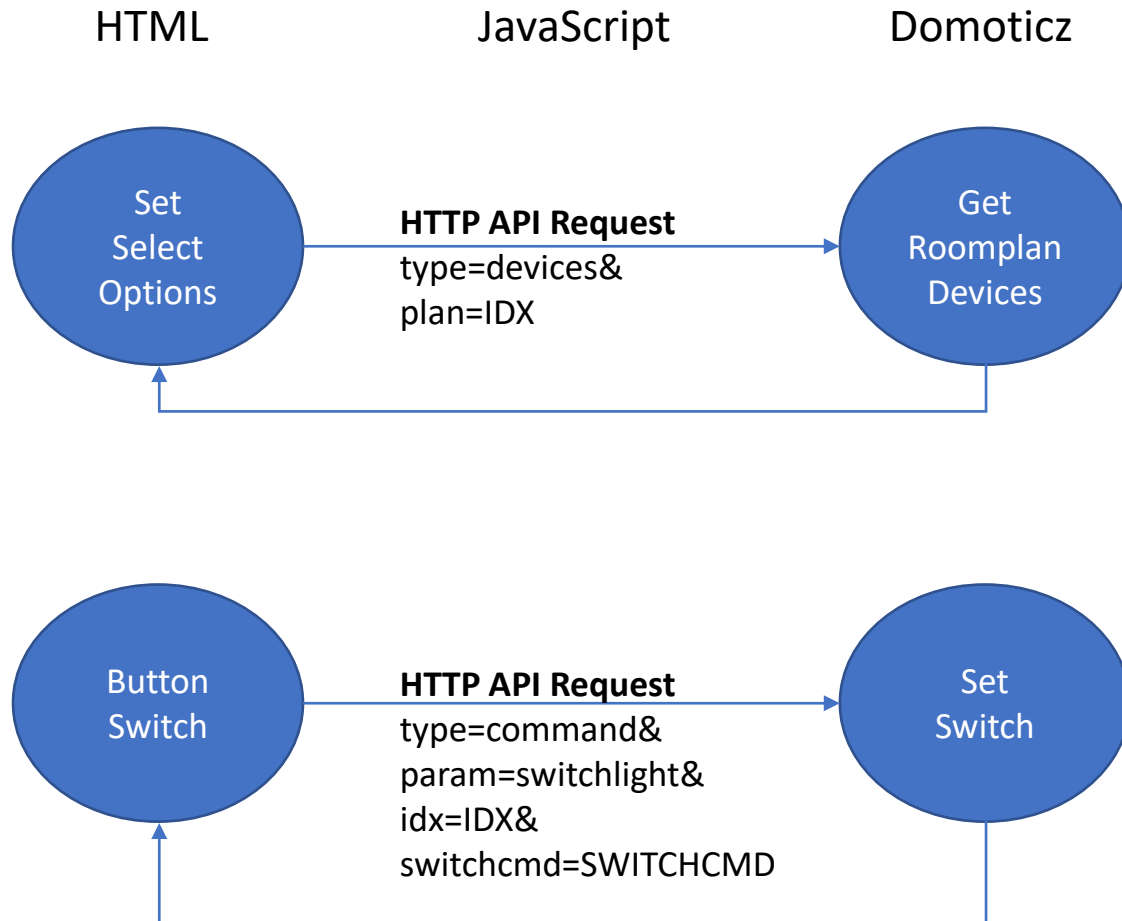 HTML
JavaScript
Domoticz
Set
Select
Options
HTTP API Request
type=devices&
plan=IDX
Get
Roomplan
Devices
Button
Switch
HTTP API Request
type=command&
param=switchlight&
idx=IDX&
switchcmd=SWITCHCMD
Set
Switch